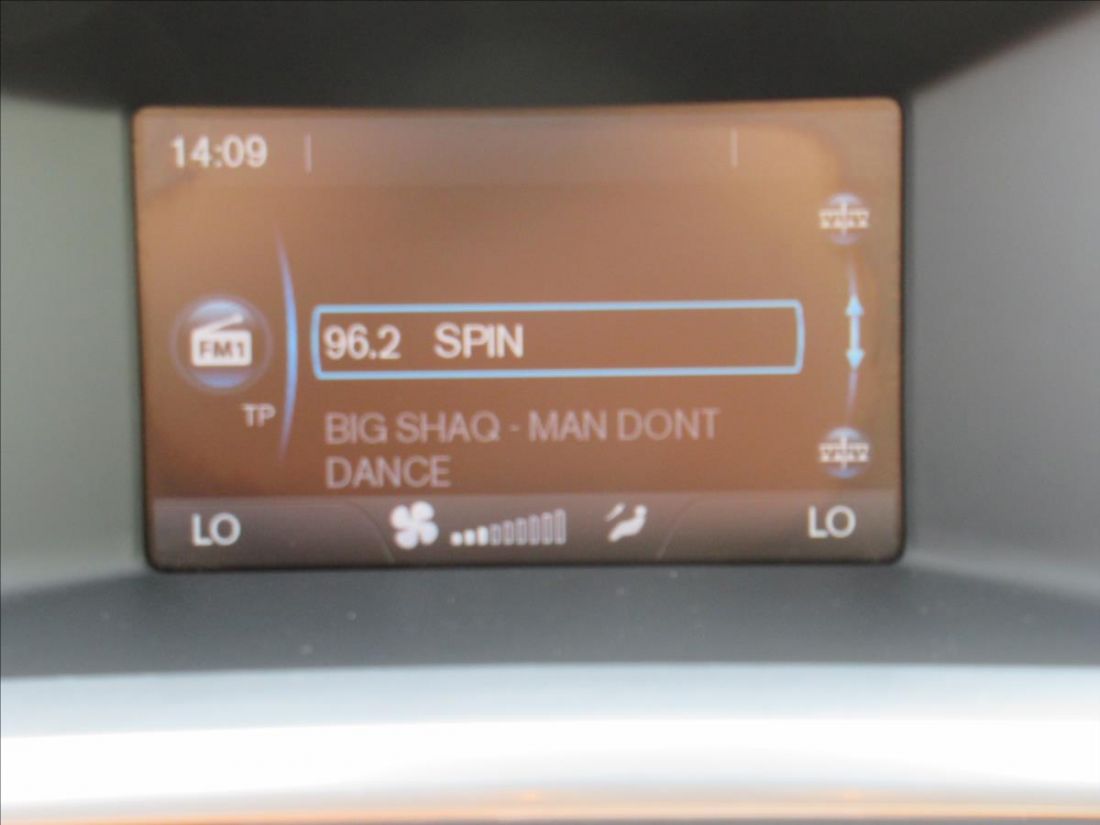 14:09
96.2 SPIN
FM1
TP
BIG SHAQ - MAN DONT
DANCE
LO LO